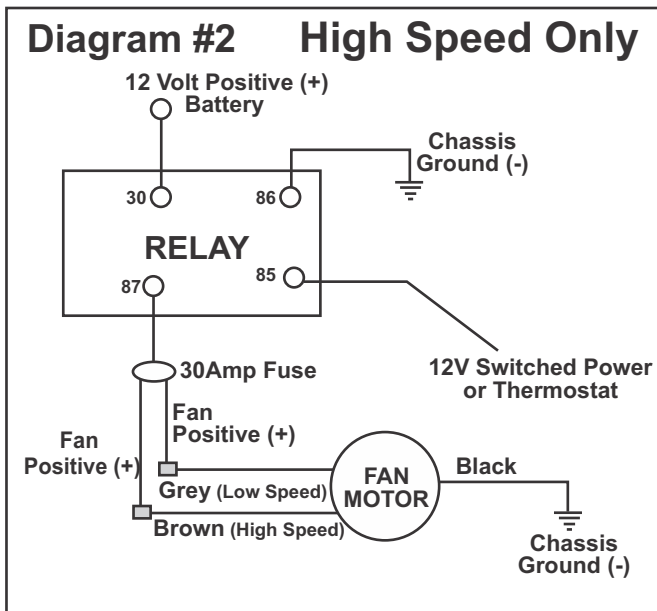 Diagram #2 High Speed Only
12 Volt Positive (+)
Battery
Chassis
Ground (-)
30
86
RELAY
87
85
30Amp Fuse
12V Switched Power
or Thermostat
Fan
Positive (+)
Fan
Positive (+)
Grey (Low Speed)
Brown (High Speed)
FAN
MOTOR
Black
Chassis
Ground (-)